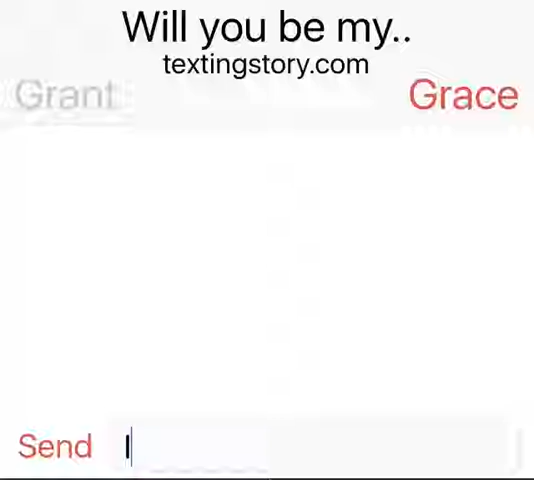 Will you be my..
textingstory.com
Grant
Grace
Send I